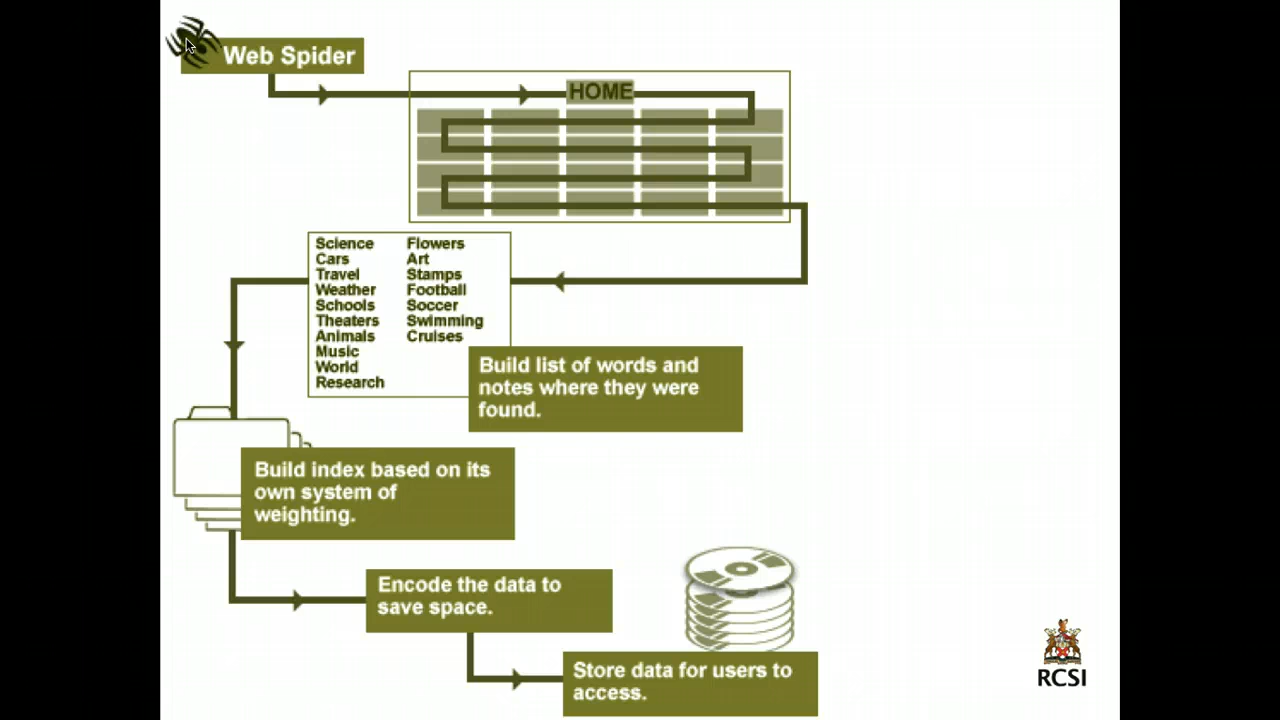 Web Spider
HOME
Science
Cars
Travel
Weather
Schools
Theaters
Animals
Music
World
Research
Flowers
Art
Stamps
Football
Soccer
Swimming
Cruises
Build list of words and
notes where they were
found.
Build index based on its
own system of
weighting.
Encode the data to
save space.
Store data for users to
access.
RCSI